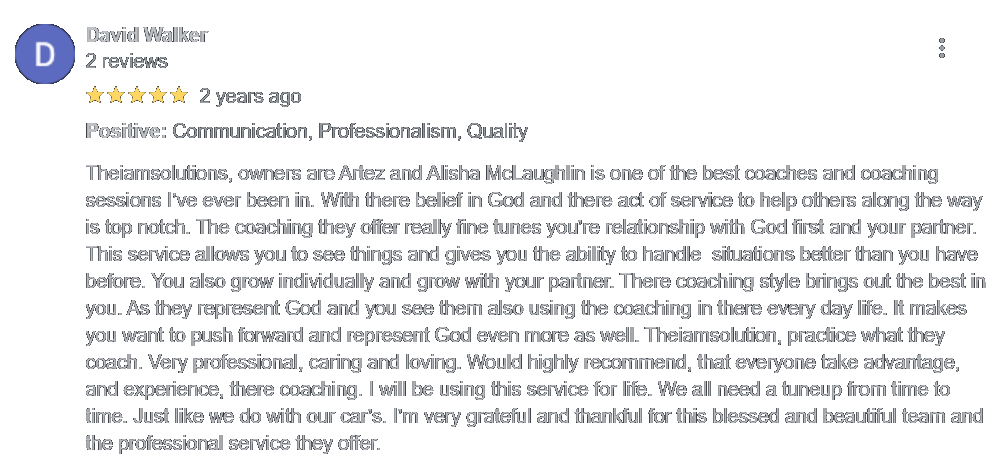 D
David Walker
2 reviews
2 years ago
Positive: Communication, Professionalism, Quality
Theiamsolutions, owners are Artez and Alisha McLaughlin is one of the best coaches and coaching
sessions I've ever been in. With there belief in God and there act of service to help others along the way
is top notch. The coaching they offer really fine tunes you're relationship with God first and your partner.
This service allows you to see things and gives you the ability to handle  situations better than you have
before. You also grow individually and grow with your partner. There coaching style brings out the best in
you. As they represent God and you see them also using the coaching in there every day life. It makes
you want to push forward and represent God even more as well. Theiamsolution, practice what they
coach. Very professional, caring and loving. Would highly recommend, that everyone take advantage,
and experience, there coaching. I will be using this service for life. We all need a tuneup from time to
time. Just like we do with our car's. I'm very grateful and thankful for this blessed and beautiful team and
the professional service they offer.